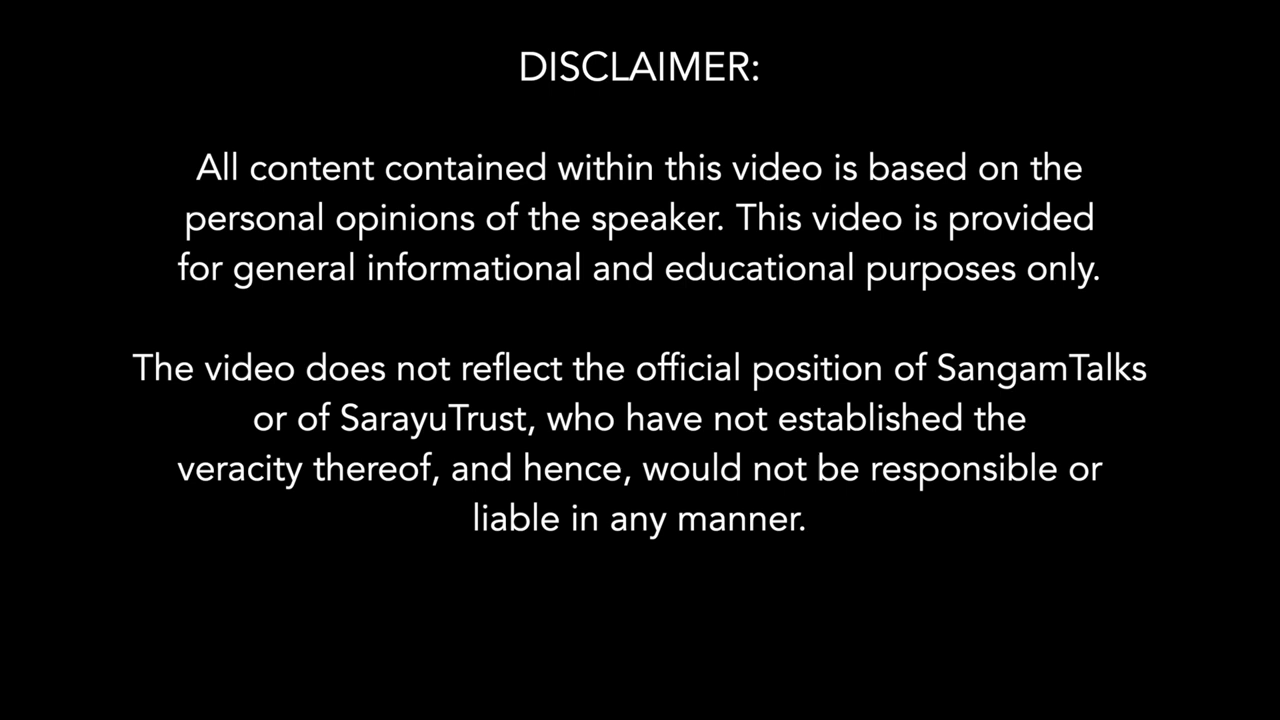 DISCLAIMER:
All content contained within this video is based on the
personal opinions of the speaker. This video is provided
for general informational and educational purposes only.
The video does not reflect the official position of SangamTalks
or of SarayuTrust, who have not established the
veracity thereof, and hence, would not be responsible or
liable in any manner.